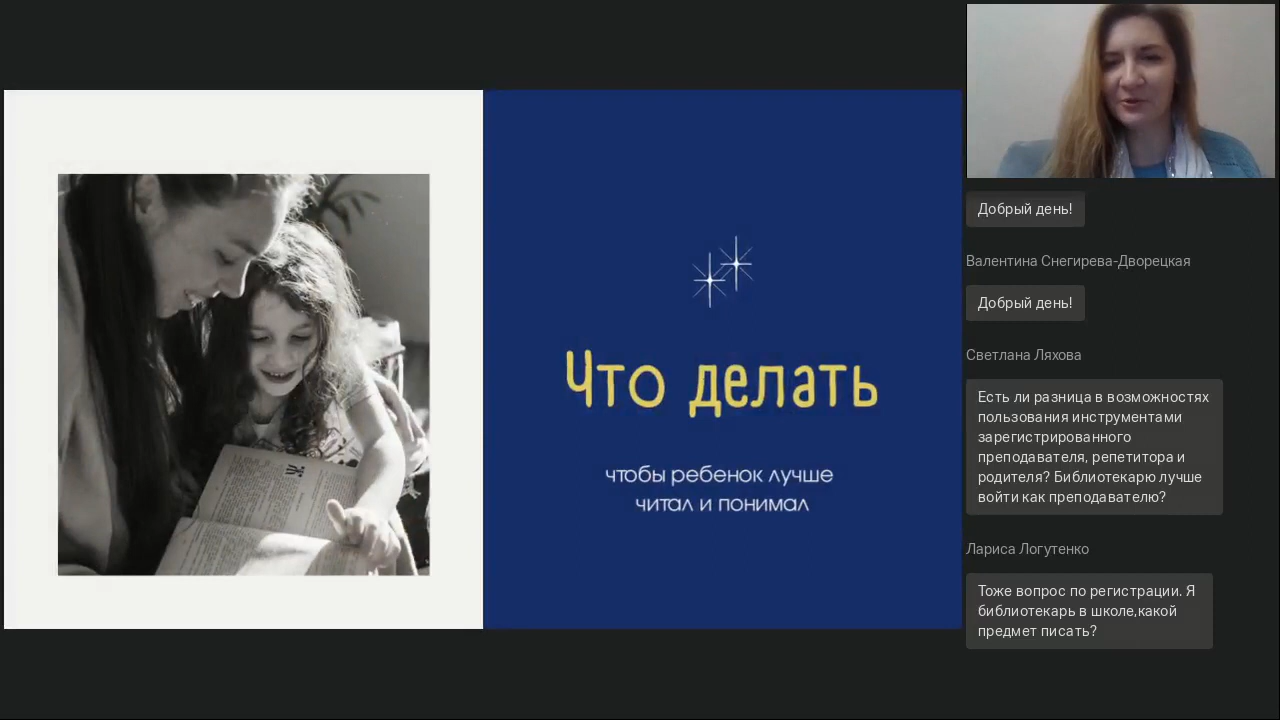 Что делать
чтобы ребенок лучше
читал и понимал
Добрый день!
Валентина Снегирева-Дворецкая
Добрый день!
Светлана Ляхова
Есть ли разница в возможностях
пользования инструментами
зарегистрированного
преподавателя, репетитора и
родителя? Библиотекарю лучше
войти как преподавателю?
Лариса Логутенко
Тоже вопрос по регистрации. Я
библиотекарь в школе,какой
предмет писать?